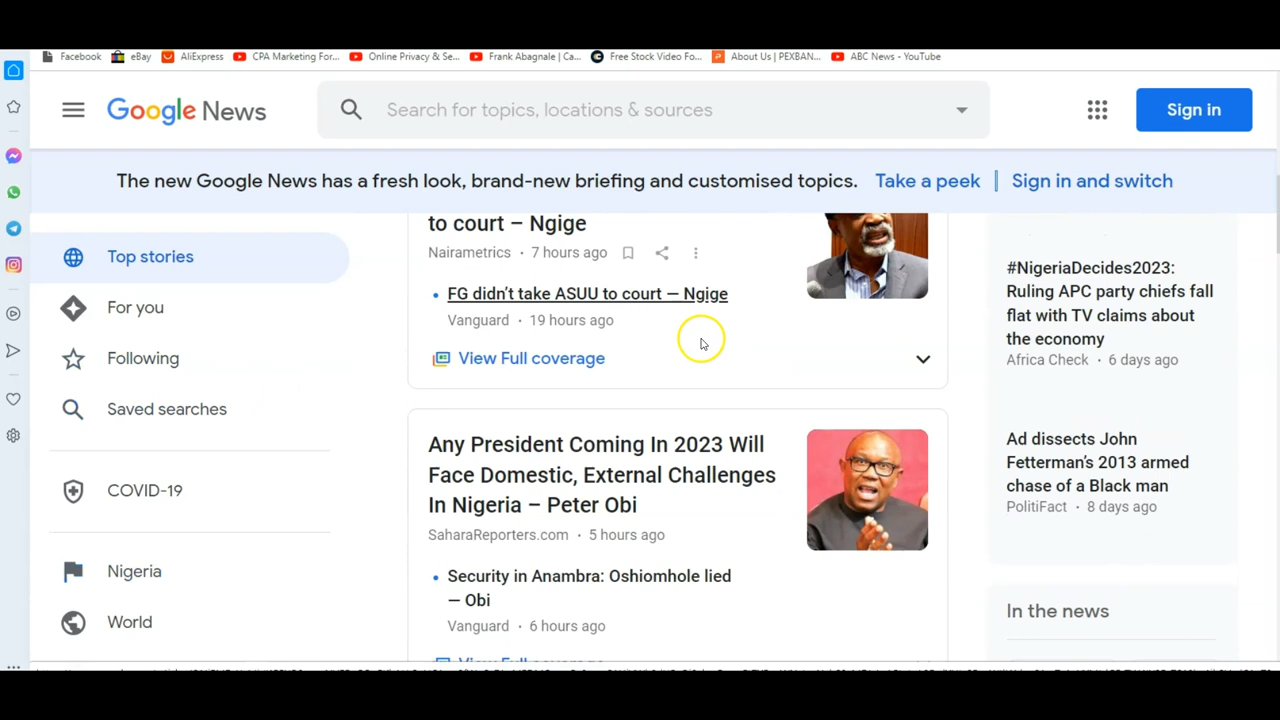 Facebook eBay AliExpress CPA Marketing For... Online Privacy & Se... Frank Abagnale | Ca... Free Stock Video Fo... About Us | PEXBAN... ABC News - YouTube
Google News Search for topics, locations & sources Sign in
The new Google News has a fresh look, brand-new briefing and customised topics. Take a peek | Sign in and switch
Top stories
For you
Following
Saved searches
COVID-19
Nigeria
World
to court – Ngige
Nairametrics • 7 hours ago
• FG didn't take ASUU to court — Ngige
Vanguard • 19 hours ago
View Full coverage
Any President Coming In 2023 Will
Face Domestic, External Challenges
In Nigeria – Peter Obi
SaharaReporters.com • 5 hours ago
• Security in Anambra: Oshiomhole lied
— Obi
Vanguard • 6 hours ago
View Full coverage
#NigeriaDecides2023:
Ruling APC party chiefs fall
flat with TV claims about
the economy
Africa Check • 6 days ago
Ad dissects John
Fetterman's 2013 armed
chase of a Black man
PolitiFact • 8 days ago
In the news